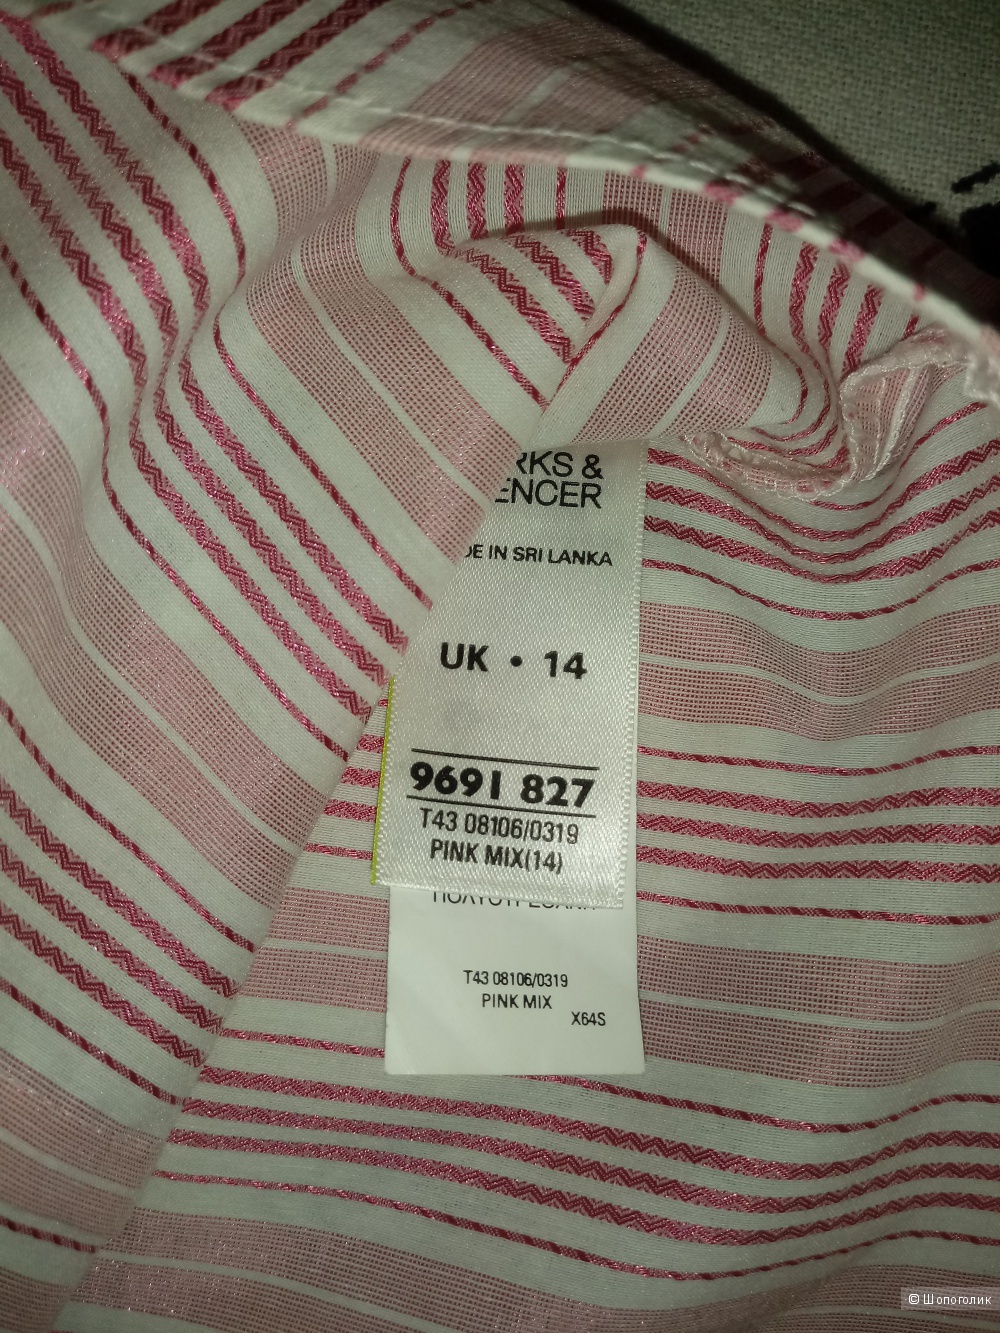 RKS &
ENCER
DE IN SRI LANKA
UK • 14
9691 827
T43 08106/0319
PINK MIX(14)
T43 08106/0319
PINK MIX
X64S
© Шопоголик